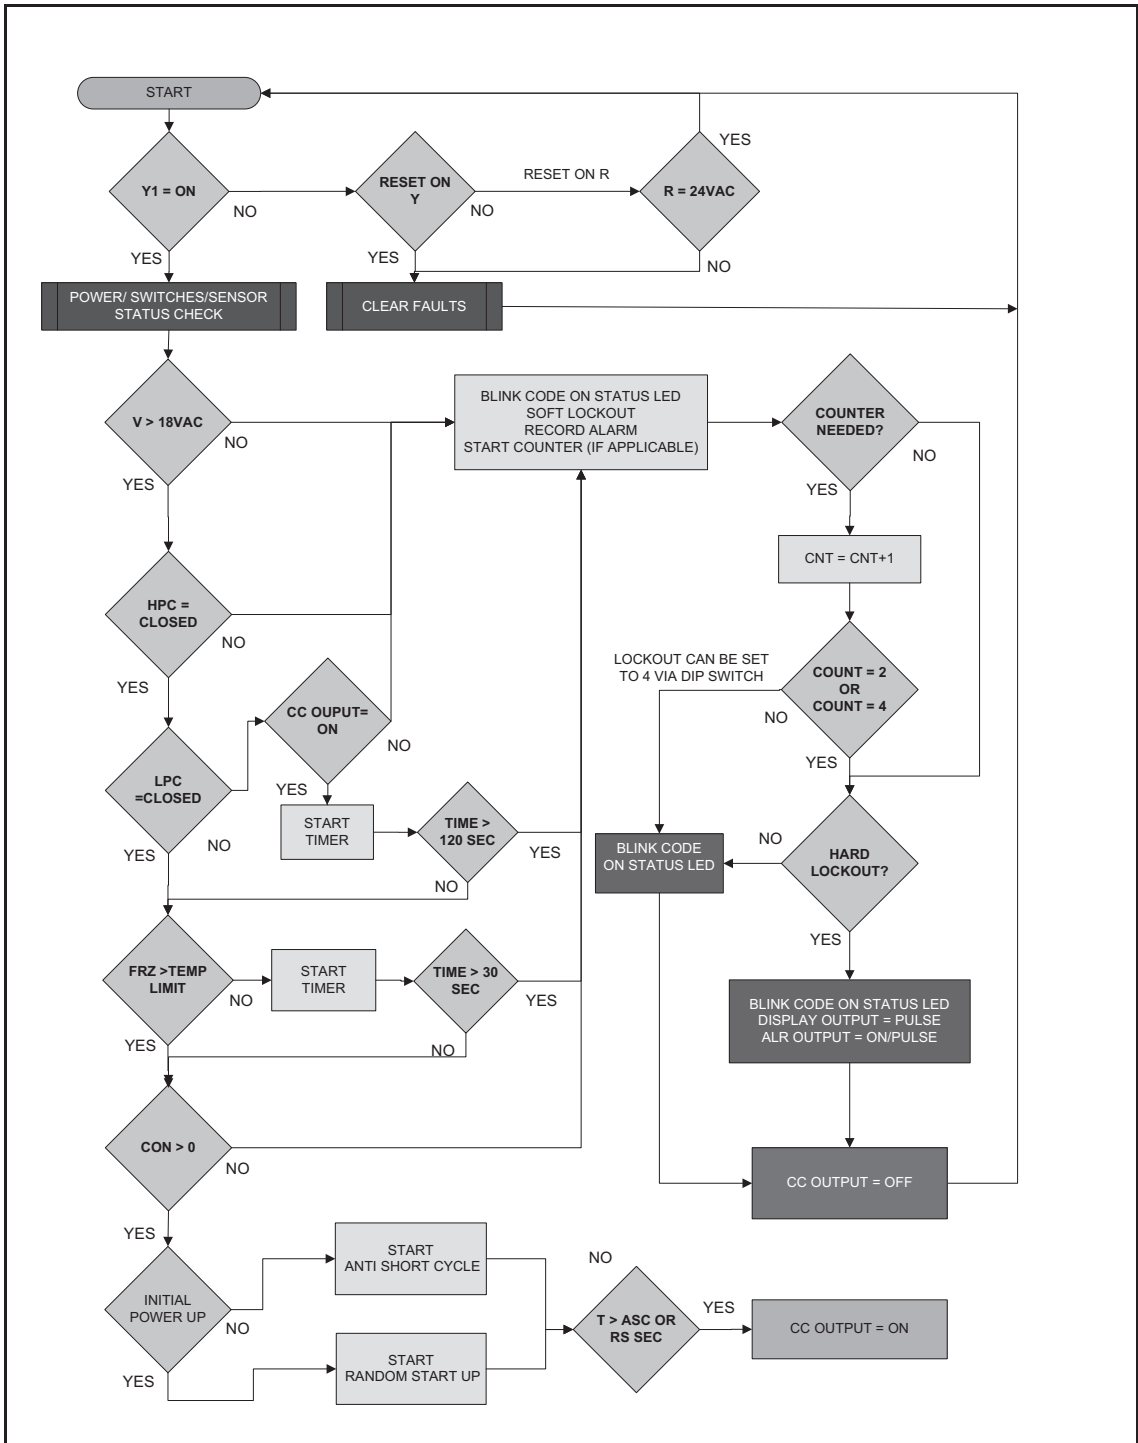 START
YES
Y1 = ON
NO
RESET ON
Y
NO
RESET ON R
R = 24VAC
YES
YES
NO
POWER/ SWITCHES/SENSOR
STATUS CHECK
CLEAR FAULTS
V > 18VAC
NO
YES
BLINK CODE ON STATUS LED
SOFT LOCKOUT
RECORD ALARM
START COUNTER (IF APPLICABLE)
COUNTER
NEEDED?
NO
YES
CNT = CNT+1
HPC =
CLOSED
NO
YES
LOCKOUT CAN BE SET
TO 4 VIA DIP SWITCH
COUNT = 2
OR
COUNT = 4
NO
YES
CC OUPUT=
ON
NO
YES
LPC
=CLOSED
NO
YES
START
TIMER
TIME >
120 SEC
YES
NO
BLINK CODE
ON STATUS LED
NO
HARD
LOCKOUT?
YES
FRZ >TEMP
LIMIT
NO
YES
START
TIMER
TIME > 30
SEC
YES
NO
BLINK CODE ON STATUS LED
DISPLAY OUTPUT = PULSE
ALR OUTPUT = ON/PULSE
CON > 0
NO
YES
CC OUTPUT = OFF
INITIAL
POWER UP
NO
YES
START
ANTI SHORT CYCLE
START
RANDOM START UP
NO
T > ASC OR
RS SEC
YES
CC OUTPUT = ON